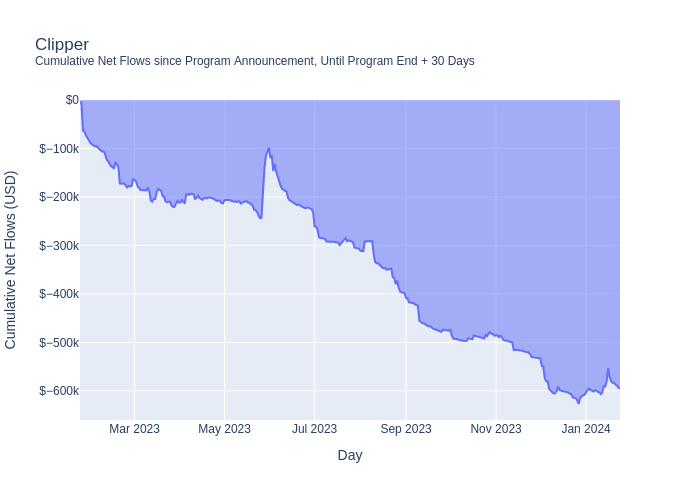 Clipper
Cumulative Net Flows since Program Announcement, Until Program End + 30 Days
Cumulative Net Flows (USD)
$0
$−100k
$−200k
$−300k
$−400k
$−500k
$−600k
Mar 2023
May 2023
Jul 2023
Sep 2023
Nov 2023
Jan 2024
Day